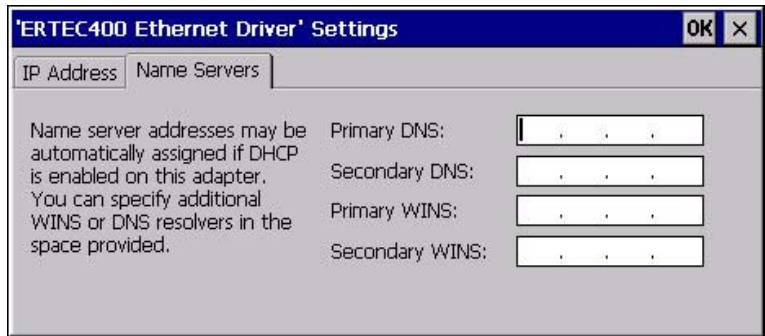 'ERTEC400 Ethernet Driver' Settings OK ×
IP Address Name Servers
Name server addresses may be
automatically assigned if DHCP
is enabled on this adapter.
You can specify additional
WINS or DNS resolvers in the
space provided.
Primary DNS: . . .
Secondary DNS: . . .
Primary WINS: . . .
Secondary WINS: . . .